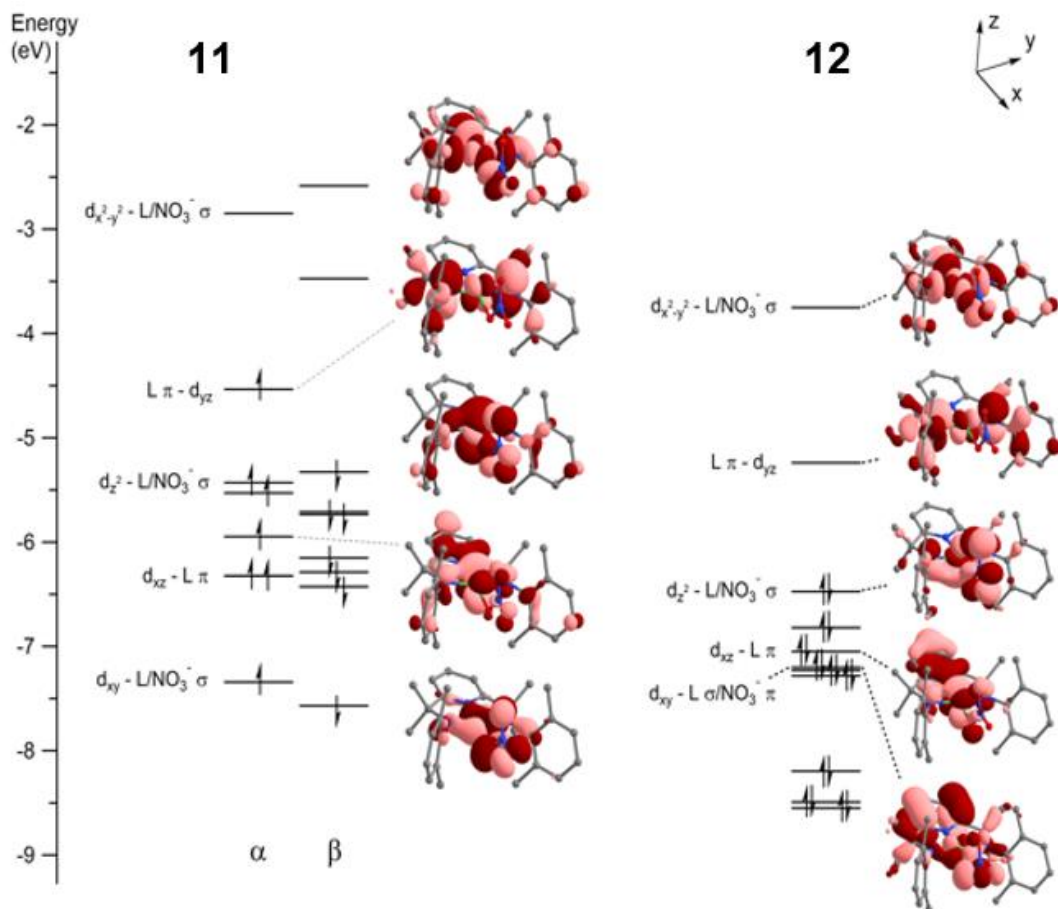 Energy
(eV)
11
12
z
y
x
-2
-3
-4
-5
-6
-7
-8
-9
dx²-y² - L/NO₃⁻ σ
L π - dyz
dz² - L/NO₃⁻ σ
dxz - L π
dxy - L/NO₃⁻ σ
α
β
dx²-y² - L/NO₃⁻ σ
L π - dyz
dz² - L/NO₃⁻ σ
dxz - L π
dxy - L σ/NO₃⁻ π